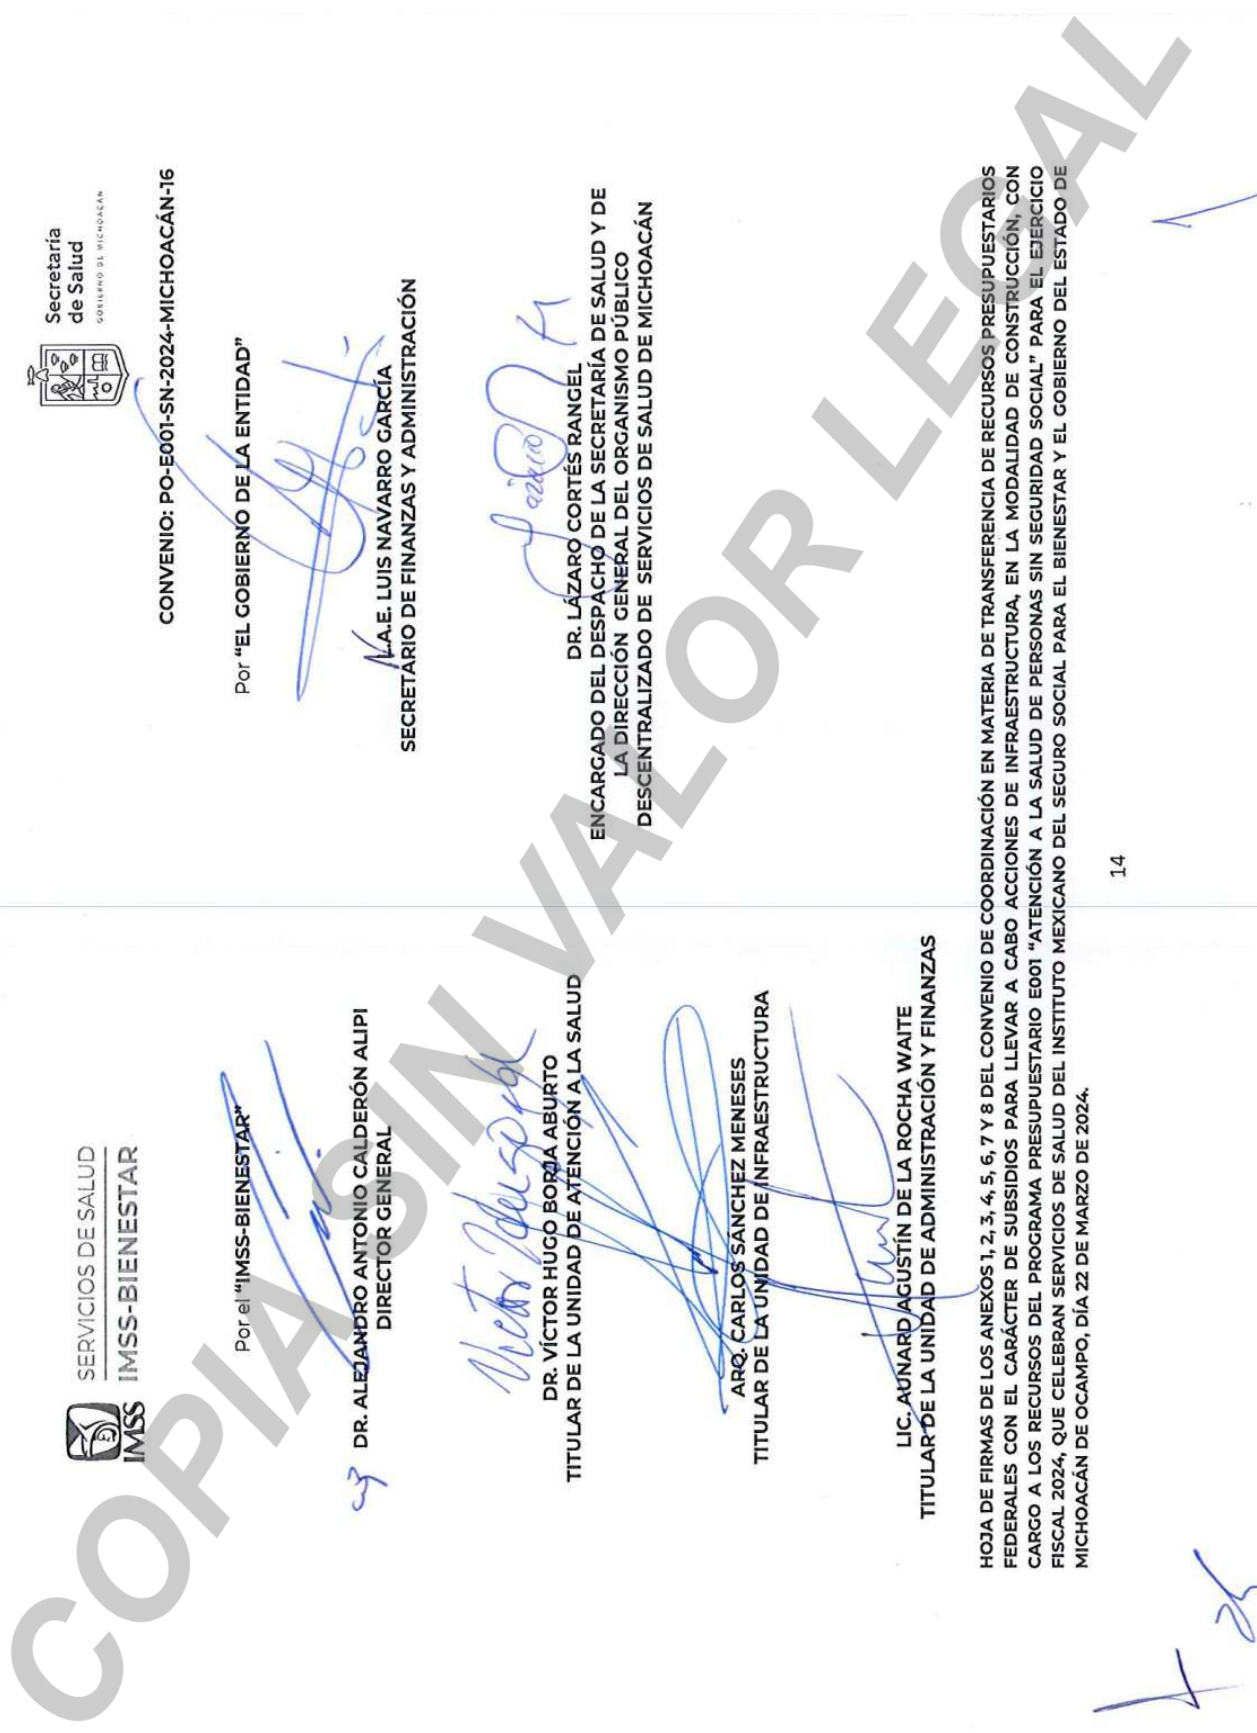 IMSS
SERVICIOS DE SALUD
IMSS-BIENESTAR
Secretaría
de Salud
GOBIERNO DE MICHOACÁN
CONVENIO: PO-E001-SN-2024-MICHOACÁN-16
Por el "IMSS-BIENESTAR"
DR. ALEJANDRO ANTONIO CALDERÓN ALIPI
DIRECTOR GENERAL
DR. VÍCTOR HUGO BORJA ABURTO
TITULAR DE LA UNIDAD DE ATENCIÓN A LA SALUD
ARQ. CARLOS SÁNCHEZ MENESES
TITULAR DE LA UNIDAD DE INFRAESTRUCTURA
LIC. AUNARD AGUSTÍN DE LA ROCHA WAITE
TITULAR DE LA UNIDAD DE ADMINISTRACIÓN Y FINANZAS
Por "EL GOBIERNO DE LA ENTIDAD"
L.A.E. LUIS NAVARRO GARCÍA
SECRETARIO DE FINANZAS Y ADMINISTRACIÓN
DR. LÁZARO CORTÉS RANGEL
ENCARGADO DEL DESPACHO DE LA SECRETARÍA DE SALUD Y DE
LA DIRECCIÓN GENERAL DEL ORGANISMO PÚBLICO
DESCENTRALIZADO DE SERVICIOS DE SALUD DE MICHOACÁN
HOJA DE FIRMAS DE LOS ANEXOS 1, 2, 3, 4, 5, 6, 7 Y 8 DEL CONVENIO DE COORDINACIÓN EN MATERIA DE TRANSFERENCIA DE RECURSOS PRESUPUESTARIOS
FEDERALES CON EL CARÁCTER DE SUBSIDIOS PARA LLEVAR A CABO ACCIONES DE INFRAESTRUCTURA, EN LA MODALIDAD DE CONSTRUCCIÓN, CON
CARGO A LOS RECURSOS DEL PROGRAMA PRESUPUESTARIO E001 "ATENCIÓN A LA SALUD DE PERSONAS SIN SEGURIDAD SOCIAL" PARA EL EJERCICIO
FISCAL 2024, QUE CELEBRAN SERVICIOS DE SALUD DEL INSTITUTO MEXICANO DEL SEGURO SOCIAL PARA EL BIENESTAR Y EL GOBIERNO DEL ESTADO DE
MICHOACÁN DE OCAMPO, DÍA 22 DE MARZO DE 2024.
14
COPIA SIN VALOR LEGAL